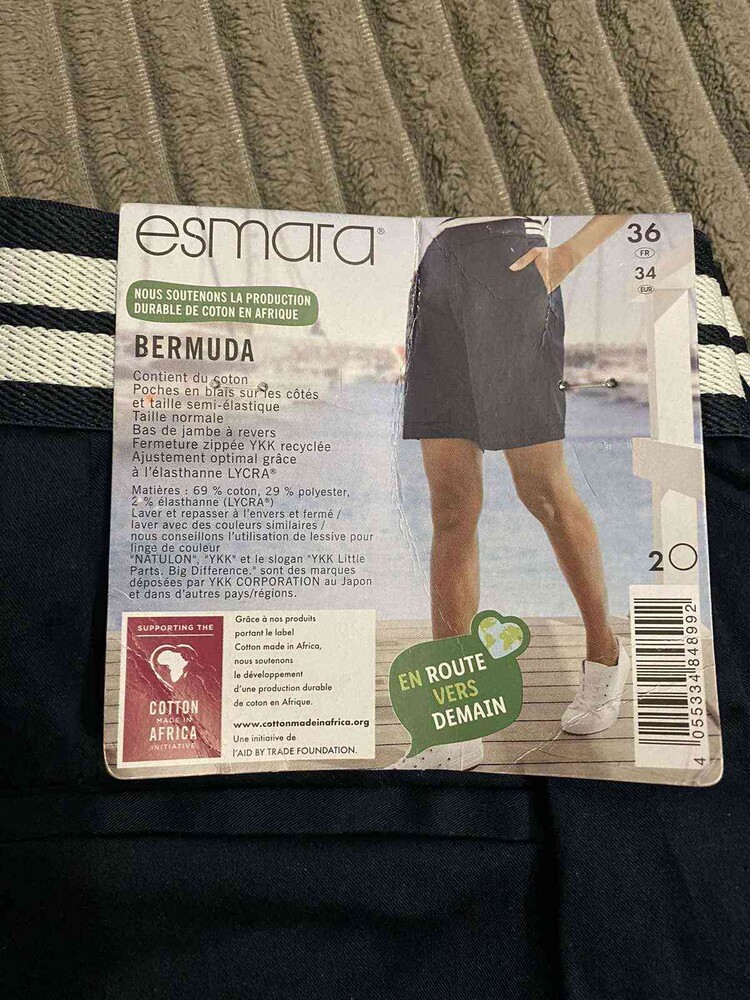 esmara®
36
FR
34
EUR
NOUS SOUTENONS LA PRODUCTION
DURABLE DE COTON EN AFRIQUE
BERMUDA
Contient du coton
Poches en biais sur les côtés
et taille semi-élastique
Taille normale
Bas de jambe à revers
Fermeture zippée YKK recyclée
Ajustement optimal grâce
à l'élasthanne LYCRA®
Matières : 69 % coton, 29 % polyester,
2 % élasthanne (LYCRA®)
Laver et repasser à l'envers et fermé /
laver avec des couleurs similaires /
nous conseillons l'utilisation de lessive pour
linge de couleur
"NATULON", "YKK" et le slogan "YKK Little
Parts. Big Difference." sont des marques
déposées par YKK CORPORATION au Japon
et dans d'autres pays/régions.
2
SUPPORTING THE
COTTON
MADE IN
AFRICA
INITIATIVE
Grâce à nos produits
portant le label
Cotton made in Africa,
nous soutenons
le développement
d'une production durable
de coton en Afrique.
www.cottonmadeinafrica.org
Une initiative de
l'AID BY TRADE FOUNDATION.
EN ROUTE
VERS
DEMAIN
4 055334 848992